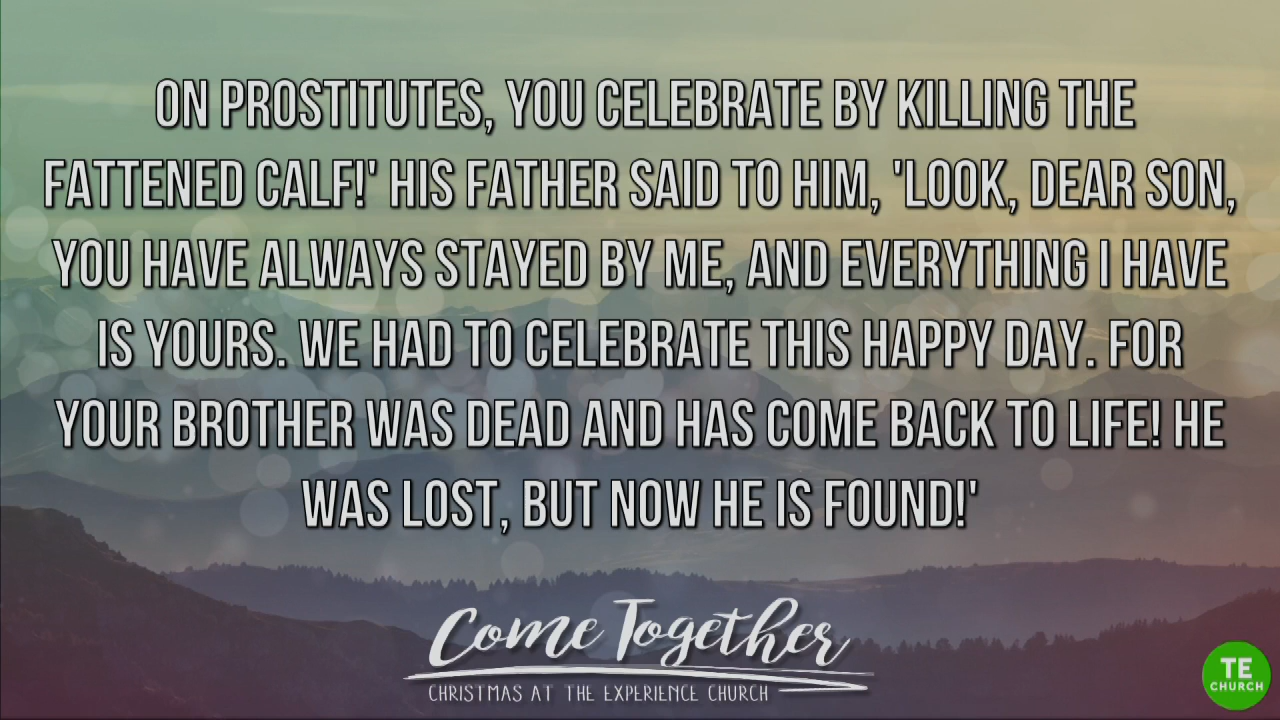 ON PROSTITUTES, YOU CELEBRATE BY KILLING THE
FATTENED CALF!' HIS FATHER SAID TO HIM, 'LOOK, DEAR SON,
YOU HAVE ALWAYS STAYED BY ME, AND EVERYTHING I HAVE
IS YOURS. WE HAD TO CELEBRATE THIS HAPPY DAY. FOR
YOUR BROTHER WAS DEAD AND HAS COME BACK TO LIFE! HE
WAS LOST, BUT NOW HE IS FOUND!'
Come Together
CHRISTMAS AT THE EXPERIENCE CHURCH
TE
CHURCH